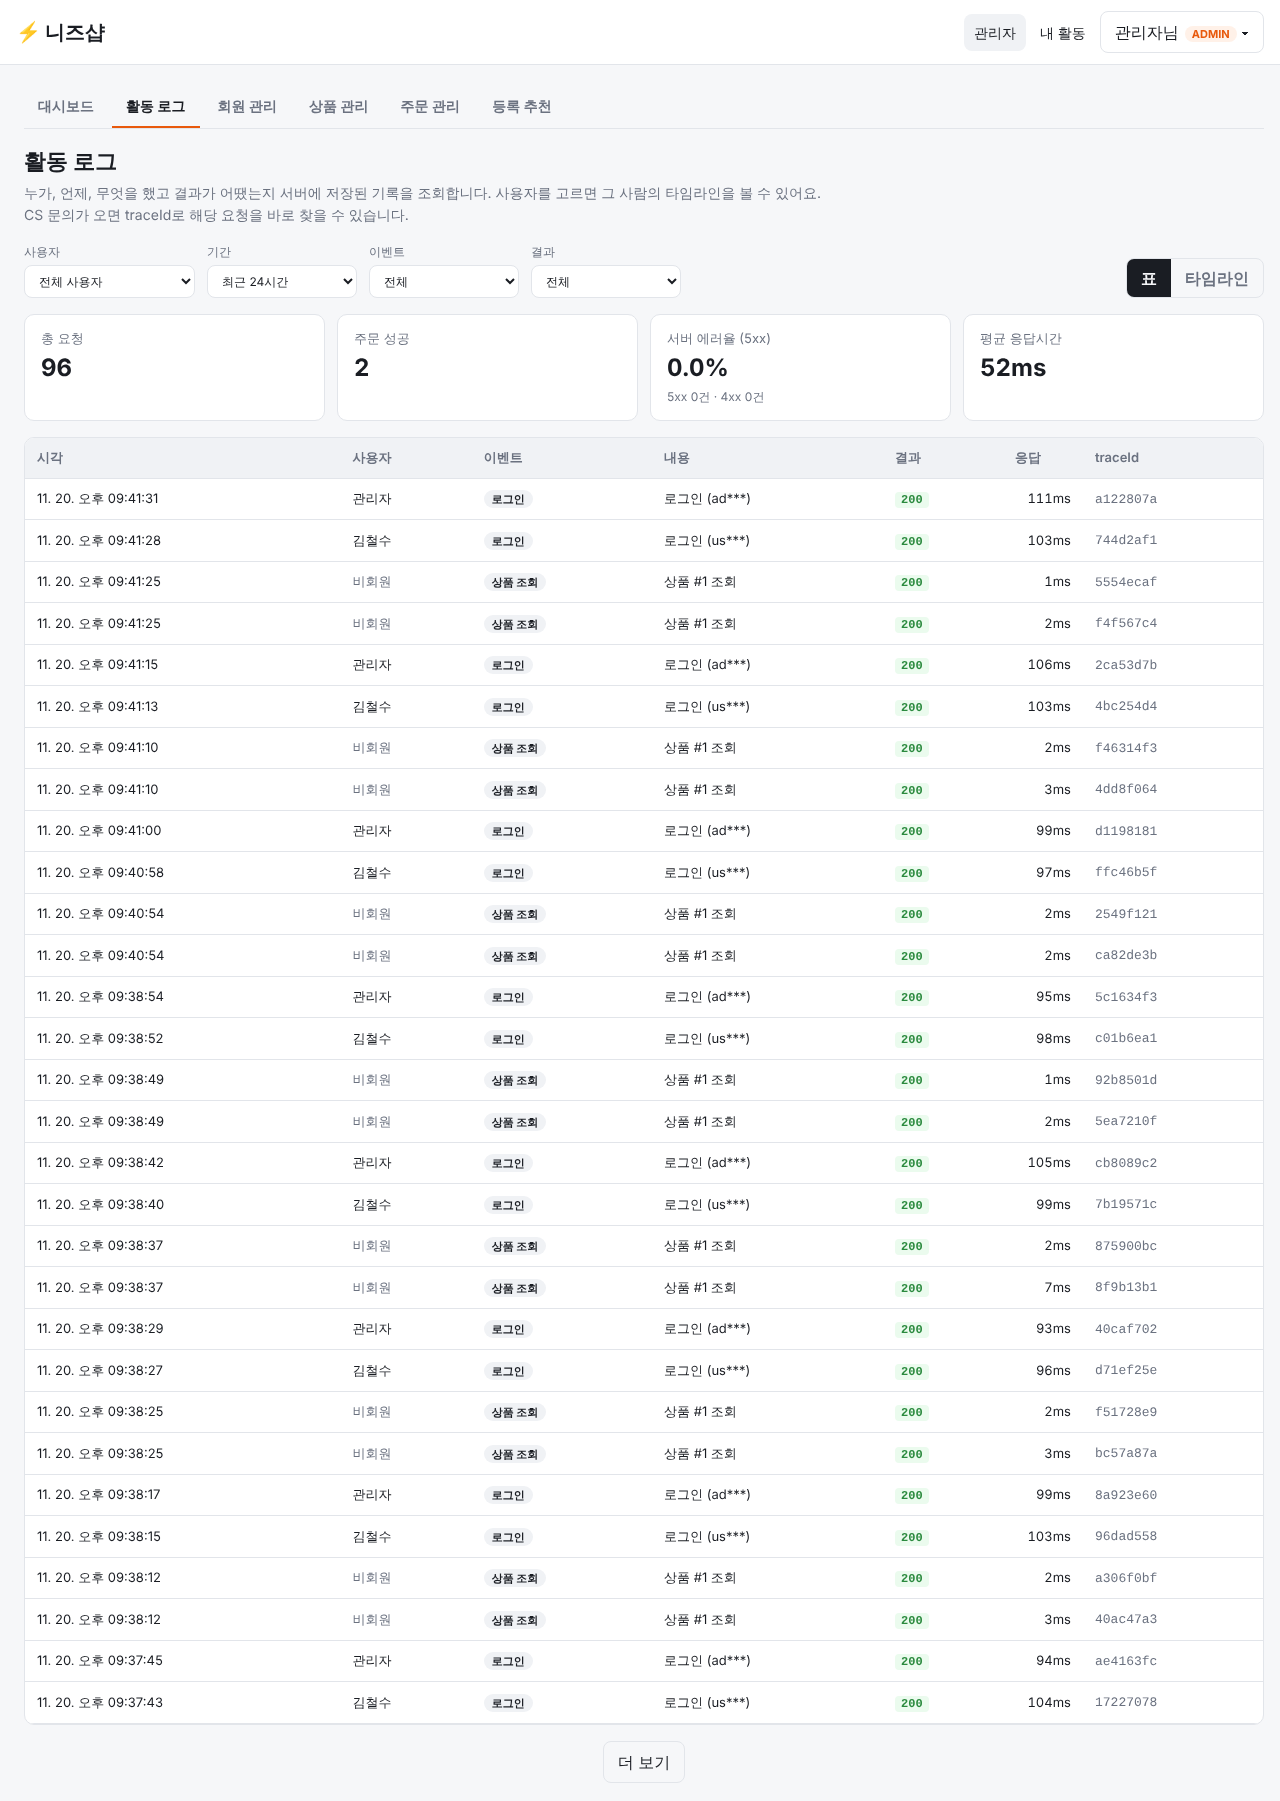 ⚡ 니즈샵
관리자 내 활동 관리자님 ADMIN
대시보드 활동 로그 회원 관리 상품 관리 주문 관리 등록 추천
활동 로그
누가, 언제, 무엇을 했고 결과가 어땠는지 서버에 저장된 기록을 조회합니다. 사용자를 고르면 그 사람의 타임라인을 볼 수 있어요.
CS 문의가 오면 traceId로 해당 요청을 바로 찾을 수 있습니다.
사용자 기간 이벤트 결과
전체 사용자 최근 24시간 전체 전체 표 타임라인
총 요청 주문 성공 서버 에러율 (5xx) 평균 응답시간
96 2 0.0% 52ms
5xx 0건 · 4xx 0건
시각 사용자 이벤트 내용 결과 응답 traceId
11. 20. 오후 09:41:31 관리자 로그인 로그인 (ad***) 200 111ms a122807a
11. 20. 오후 09:41:28 김철수 로그인 로그인 (us***) 200 103ms 744d2af1
11. 20. 오후 09:41:25 비회원 상품 조회 상품 #1 조회 200 1ms 5554ecaf
11. 20. 오후 09:41:25 비회원 상품 조회 상품 #1 조회 200 2ms f4f567c4
11. 20. 오후 09:41:15 관리자 로그인 로그인 (ad***) 200 106ms 2ca53d7b
11. 20. 오후 09:41:13 김철수 로그인 로그인 (us***) 200 103ms 4bc254d4
11. 20. 오후 09:41:10 비회원 상품 조회 상품 #1 조회 200 2ms f46314f3
11. 20. 오후 09:41:10 비회원 상품 조회 상품 #1 조회 200 3ms 4dd8f064
11. 20. 오후 09:41:00 관리자 로그인 로그인 (ad***) 200 99ms d1198181
11. 20. 오후 09:40:58 김철수 로그인 로그인 (us***) 200 97ms ffc46b5f
11. 20. 오후 09:40:54 비회원 상품 조회 상품 #1 조회 200 2ms 2549f121
11. 20. 오후 09:40:54 비회원 상품 조회 상품 #1 조회 200 2ms ca82de3b
11. 20. 오후 09:38:54 관리자 로그인 로그인 (ad***) 200 95ms 5c1634f3
11. 20. 오후 09:38:52 김철수 로그인 로그인 (us***) 200 98ms c01b6ea1
11. 20. 오후 09:38:49 비회원 상품 조회 상품 #1 조회 200 1ms 92b8501d
11. 20. 오후 09:38:49 비회원 상품 조회 상품 #1 조회 200 2ms 5ea7210f
11. 20. 오후 09:38:42 관리자 로그인 로그인 (ad***) 200 105ms cb8089c2
11. 20. 오후 09:38:40 김철수 로그인 로그인 (us***) 200 99ms 7b19571c
11. 20. 오후 09:38:37 비회원 상품 조회 상품 #1 조회 200 2ms 875900bc
11. 20. 오후 09:38:37 비회원 상품 조회 상품 #1 조회 200 7ms 8f9b13b1
11. 20. 오후 09:38:29 관리자 로그인 로그인 (ad***) 200 93ms 40caf702
11. 20. 오후 09:38:27 김철수 로그인 로그인 (us***) 200 96ms d71ef25e
11. 20. 오후 09:38:25 비회원 상품 조회 상품 #1 조회 200 2ms f51728e9
11. 20. 오후 09:38:25 비회원 상품 조회 상품 #1 조회 200 3ms bc57a87a
11. 20. 오후 09:38:17 관리자 로그인 로그인 (ad***) 200 99ms 8a923e60
11. 20. 오후 09:38:15 김철수 로그인 로그인 (us***) 200 103ms 96dad558
11. 20. 오후 09:38:12 비회원 상품 조회 상품 #1 조회 200 2ms a306f0bf
11. 20. 오후 09:38:12 비회원 상품 조회 상품 #1 조회 200 3ms 40ac47a3
11. 20. 오후 09:37:45 관리자 로그인 로그인 (ad***) 200 94ms ae4163fc
11. 20. 오후 09:37:43 김철수 로그인 로그인 (us***) 200 104ms 17227078
더 보기